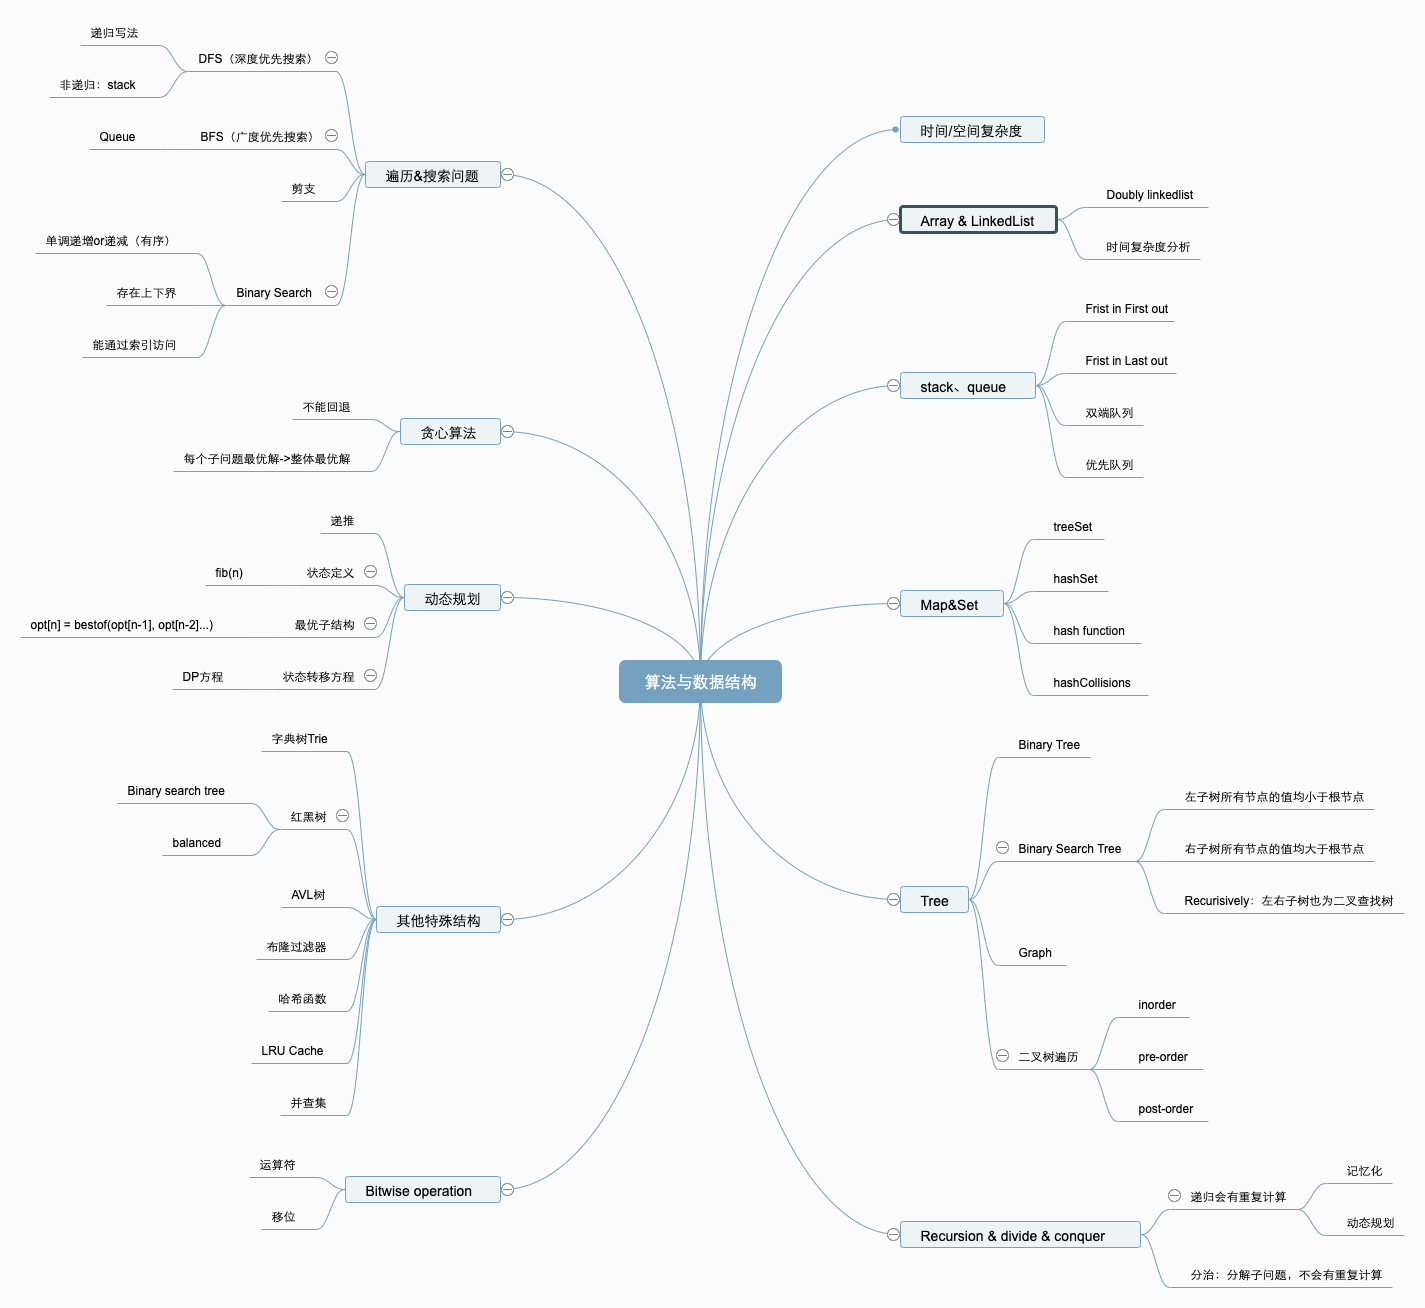 算法与数据结构
时间/空间复杂度
Array & LinkedList
Doubly linkedlist
时间复杂度分析
stack、queue
Frist in First out
Frist in Last out
双端队列
优先队列
Map&Set
treeSet
hashSet
hash function
hashCollisions
Tree
Binary Tree
Binary Search Tree
左子树所有节点的值均小于根节点
右子树所有节点的值均大于根节点
Recurisively：左右子树也为二叉查找树
Graph
二叉树遍历
inorder
pre-order
post-order
Recursion & divide & conquer
递归会有重复计算
记忆化
动态规划
分治：分解子问题，不会有重复计算
遍历&搜索问题
DFS（深度优先搜索）
递归写法
非递归：stack
BFS（广度优先搜索）
Queue
剪支
Binary Search
单调递增or递减（有序）
存在上下界
能通过索引访问
贪心算法
不能回退
每个子问题最优解->整体最优解
动态规划
递推
状态定义
fib(n)
最优子结构
opt[n] = bestof(opt[n-1], opt[n-2]...)
状态转移方程
DP方程
其他特殊结构
字典树Trie
红黑树
Binary search tree
balanced
AVL树
布隆过滤器
哈希函数
LRU Cache
并查集
Bitwise operation
运算符
移位